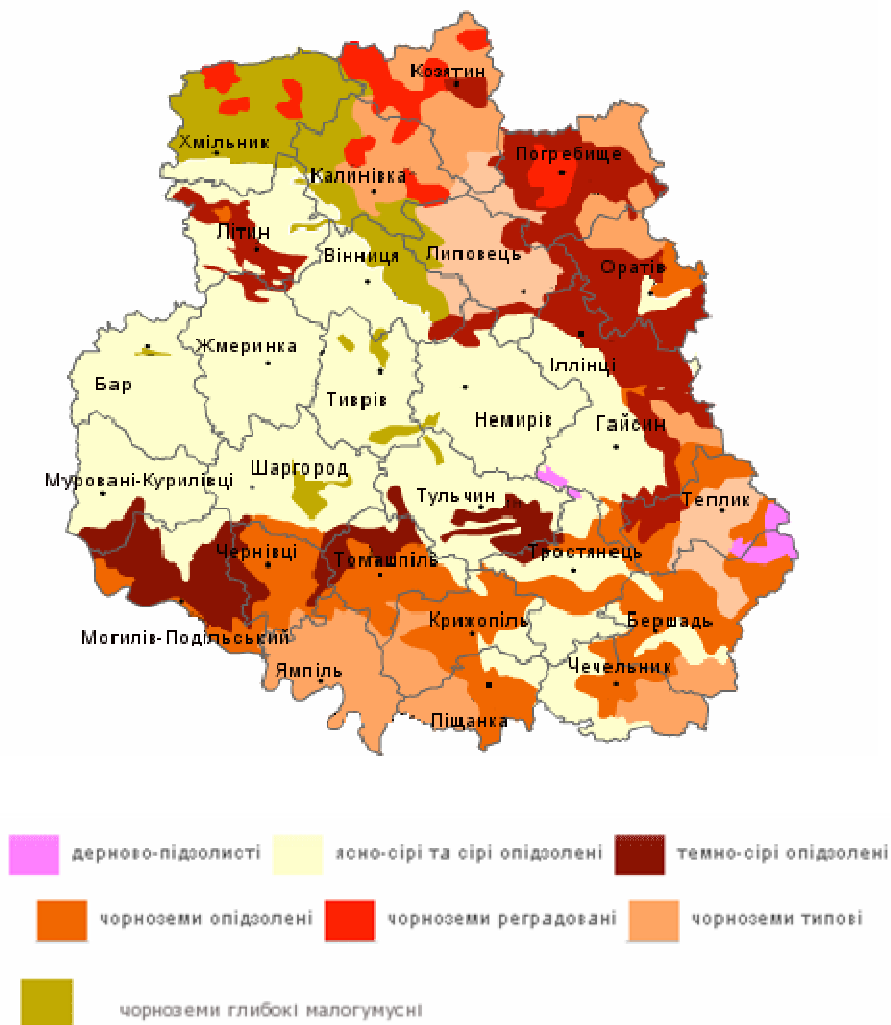 Козятин
Хмільник
Погребище
Калинівка
Літин
Вінниця
Липовець
Оратів
Жмеринка
Іллінці
Бар
Тиврів
Немирів
Гайсин
Шаргород
Муровані-Курилівці
Тульчин
Теплик
Чернівці
Томашпіль
Тростянець
Крижопіль
Бершадь
Могилів-Подільський
Ямпіль
Чечельник
Піщанка
дерново-підзолисті
ясно-сірі та сірі опідзолені
темно-сірі опідзолені
чорноземи опідзолені
чорноземи реградовані
чорноземи типові
чорноземи глибокі малогумусні